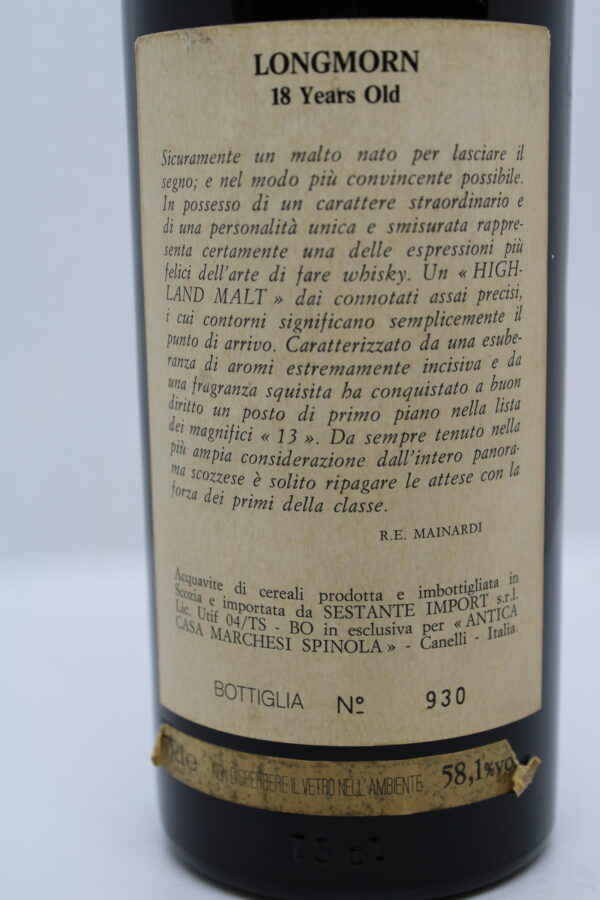 LONGMORN
18 Years Old
Sicuramente un malto nato per lasciare il
segno; e nel modo più convincente possibile.
In possesso di un carattere straordinario e
di una personalità unica e smisurata rappre-
senta certamente una delle espressioni più
felici dell'arte di fare whisky. Un « HIGH-
LAND MALT » dai connotati assai precisi,
i cui contorni significano semplicemente il
punto di arrivo. Caratterizzato da una esube-
ranza di aromi estremamente incisiva e da
una fragranza squisita ha conquistato a buon
diritto un posto di primo piano nella lista
dei magnifici « 13 ». Da sempre tenuto nella
più ampia considerazione dall'intero panora-
ma scozzese è solito ripagare le attese con la
forza dei primi della classe.
R.E. MAINARDI
Acquavite di cereali prodotta e imbottigliata in
Scozia e importata da SESTANTE IMPORT s.r.l.
Lic. Utif 04/TS - BO in esclusiva per « ANTICA
CASA MARCHESI SPINOLA » - Canelli - Italia.
BOTTIGLIA Nº 930
NON DISPERDERE IL VETRO NELL'AMBIENTE 58,1%vo
75 cl